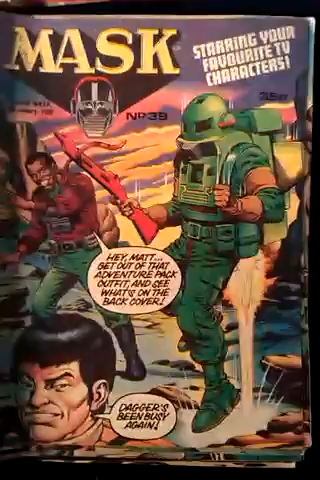 MASK
STARRING YOUR
FAVOURITE TV
CHARACTERS!
No. 39
HEY, MATT...
GET OUT OF THAT
ADVENTURE PACK
OUTFIT, AND SEE
WHAT'S ON THE
BACK COVER!
DAGGER'S
BEEN BUSY
AGAIN!